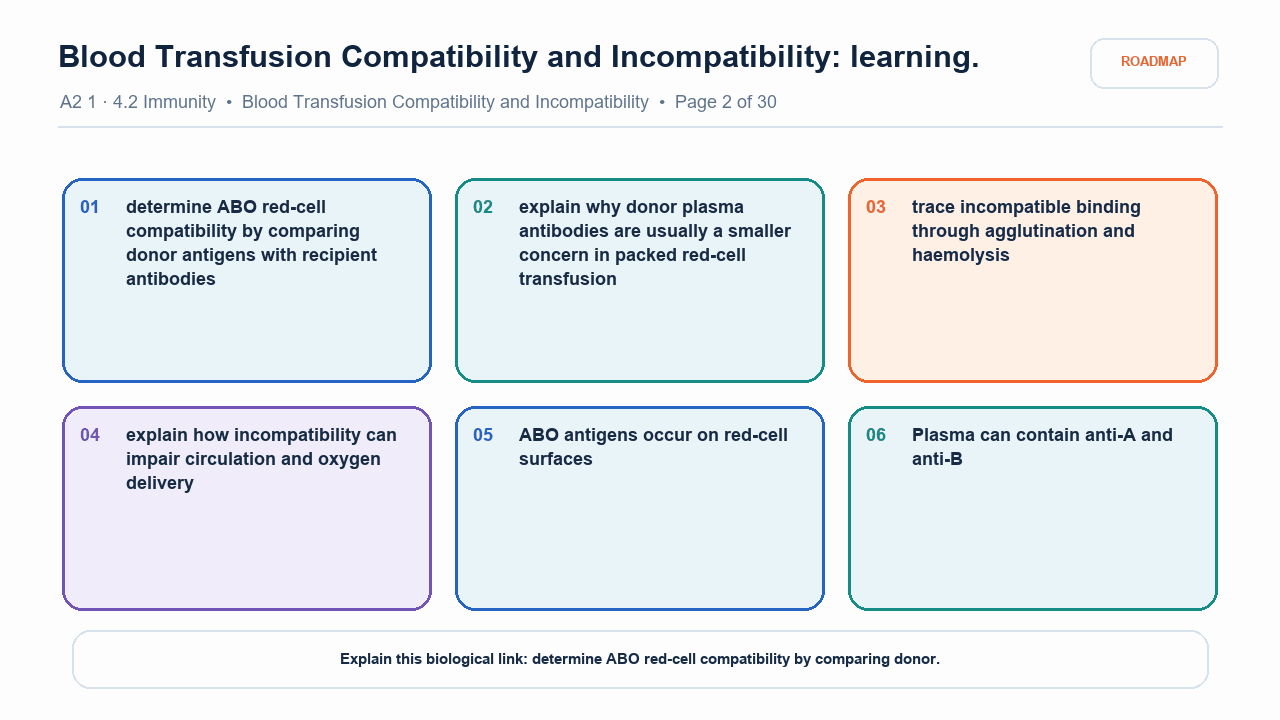 Blood Transfusion Compatibility and Incompatibility: learning.
ROADMAP
A2 1 · 4.2 Immunity • Blood Transfusion Compatibility and Incompatibility • Page 2 of 30
01 determine ABO red-cell
compatibility by comparing
donor antigens with recipient
antibodies
02 explain why donor plasma
antibodies are usually a smaller
concern in packed red-cell
transfusion
03 trace incompatible binding
through agglutination and
haemolysis
04 explain how incompatibility can
impair circulation and oxygen
delivery
05 ABO antigens occur on red-cell
surfaces
06 Plasma can contain anti-A and
anti-B
Explain this biological link: determine ABO red-cell compatibility by comparing donor.